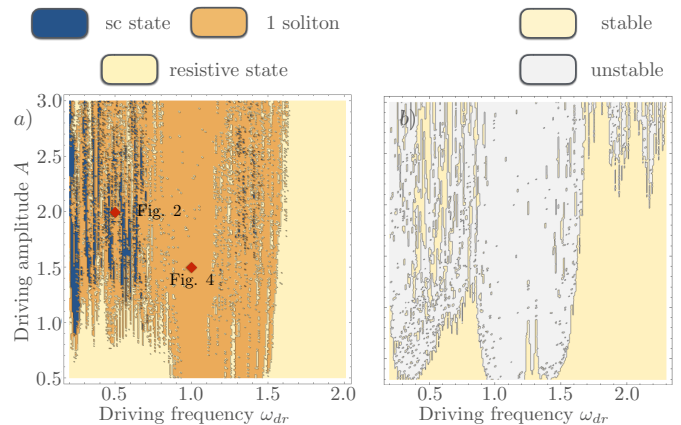 sc state
1 soliton
resistive state
stable
unstable
a)
b)
3.0
2.5
2.0
1.5
1.0
0.5
Driving amplitude A
Fig. 2
Fig. 4
0.5 1.0 1.5 2.0
Driving frequency ω_dr
0.5 1.0 1.5 2.0
Driving frequency ω_dr